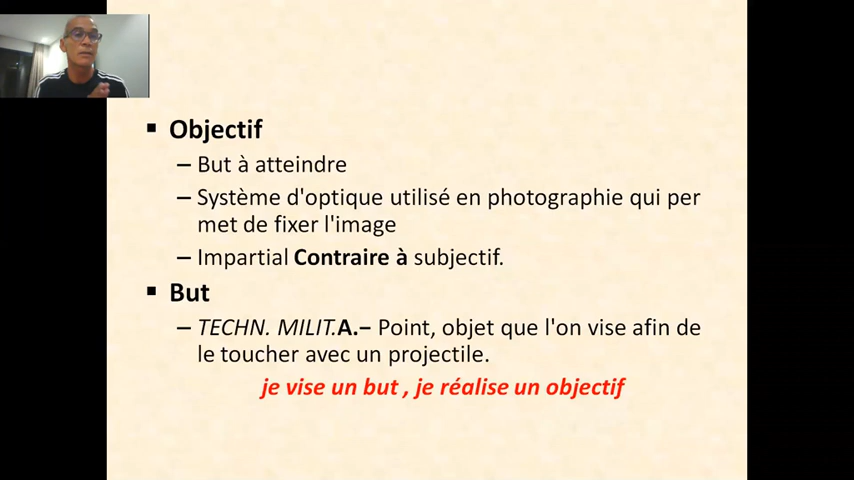 Objectif
– But à atteindre
– Système d'optique utilisé en photographie qui per
met de fixer l'image
– Impartial Contraire à subjectif.
But
– TECHN. MILIT.A.− Point, objet que l'on vise afin de
le toucher avec un projectile.
je vise un but , je réalise un objectif